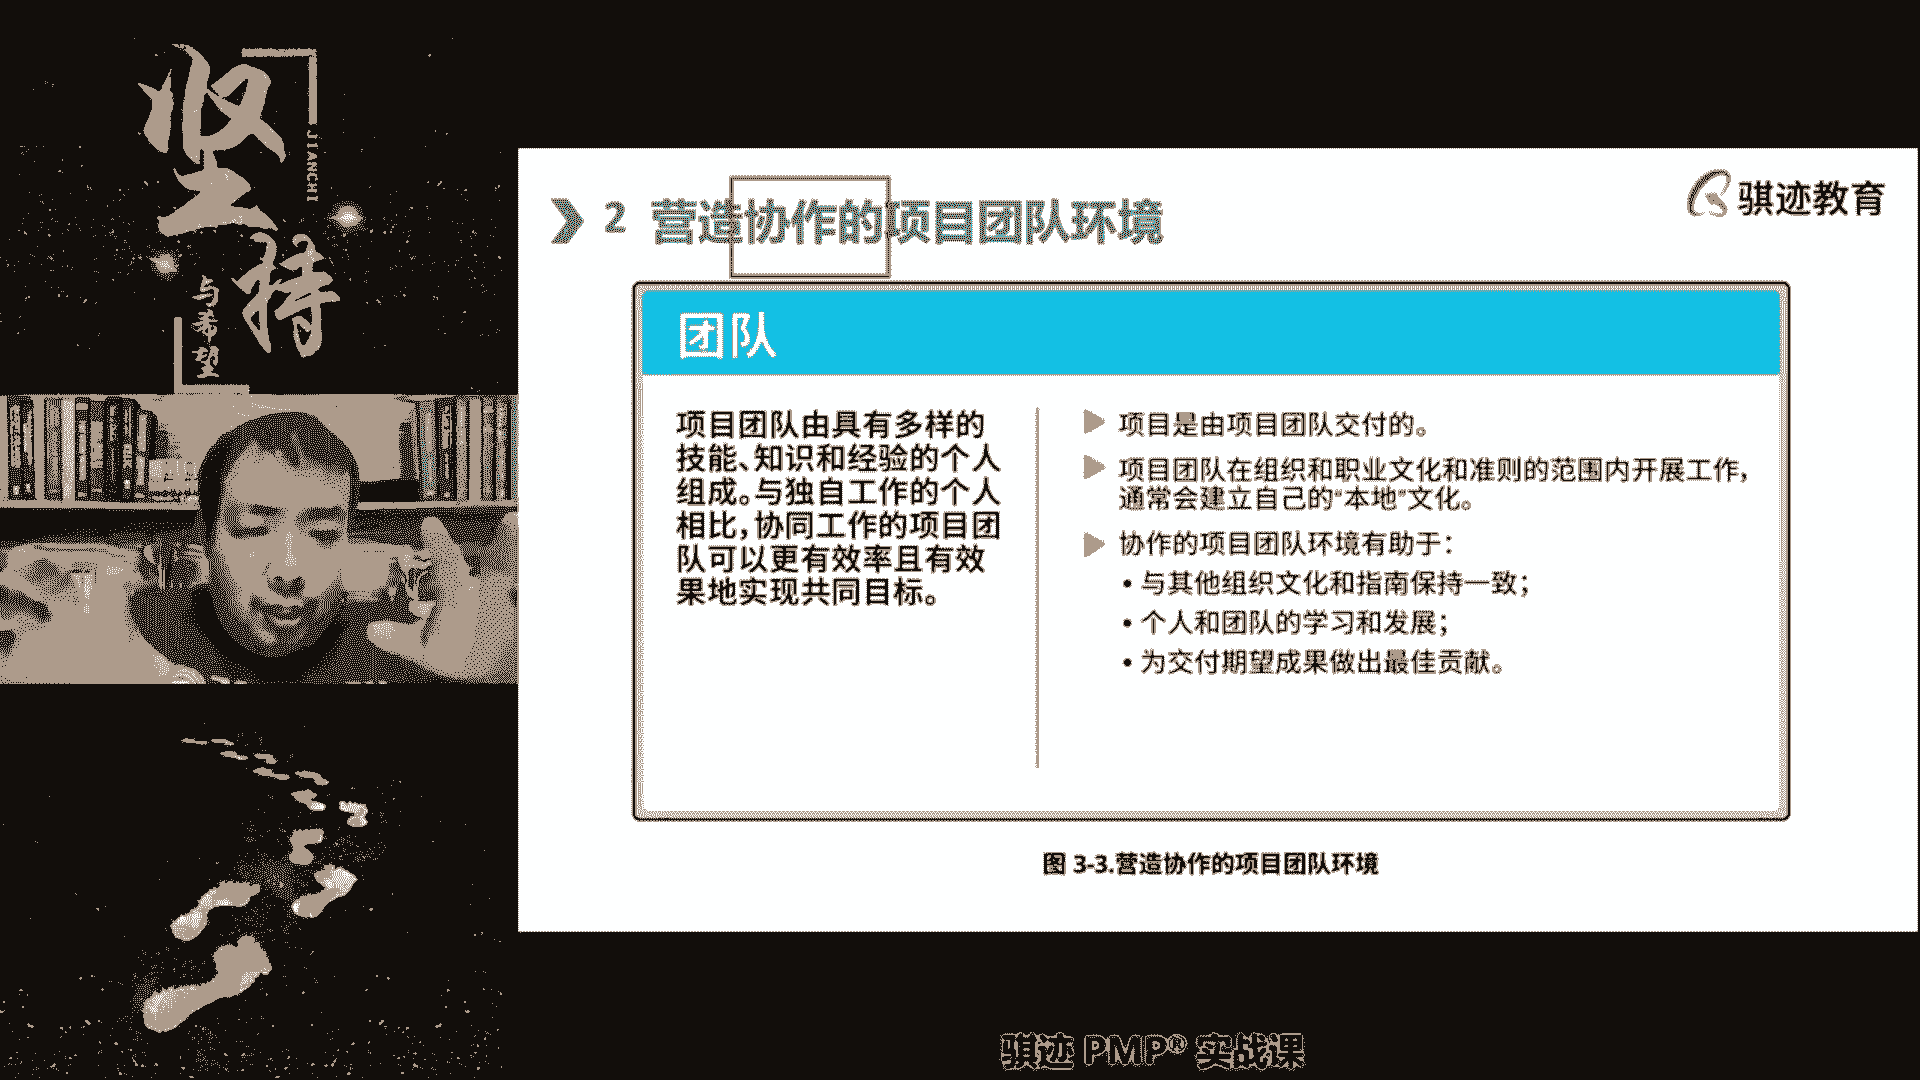 坚持
JIANCHI
与希望
骐迹教育
2 营造协作的项目团队环境
团队
项目团队由具有多样的
技能、知识和经验的个人
组成。与独自工作的个人
相比，协同工作的项目团
队可以更有效率且有效
果地实现共同目标。
项目是由项目团队交付的。
项目团队在组织和职业文化和准则的范围内开展工作，
通常会建立自己的“本地”文化。
协作的项目团队环境有助于：
• 与其他组织文化和指南保持一致；
• 个人和团队的学习和发展；
• 为交付期望成果做出最佳贡献。
图 3-3.营造协作的项目团队环境
骐迹 PMP® 实战课